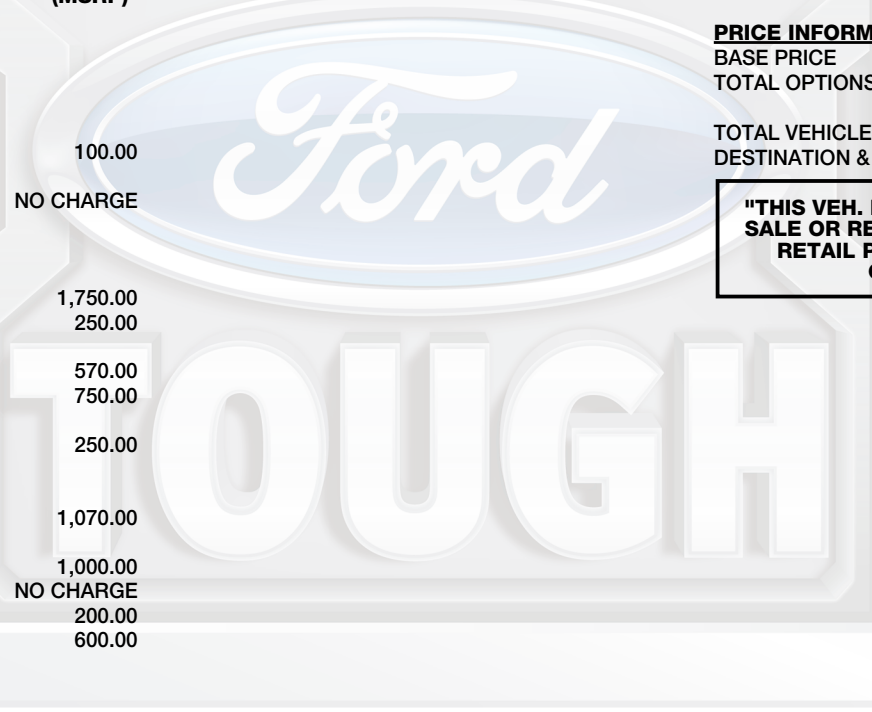 (MSRP)
100.00
NO CHARGE
1,750.00
250.00
570.00
750.00
250.00
1,070.00
1,000.00
NO CHARGE
200.00
600.00
Ford
TOUGH
PRICE INFORM
BASE PRICE
TOTAL OPTIONS
TOTAL VEHICLE
DESTINATION &
"THIS VEH.
SALE OR RE
RETAIL P